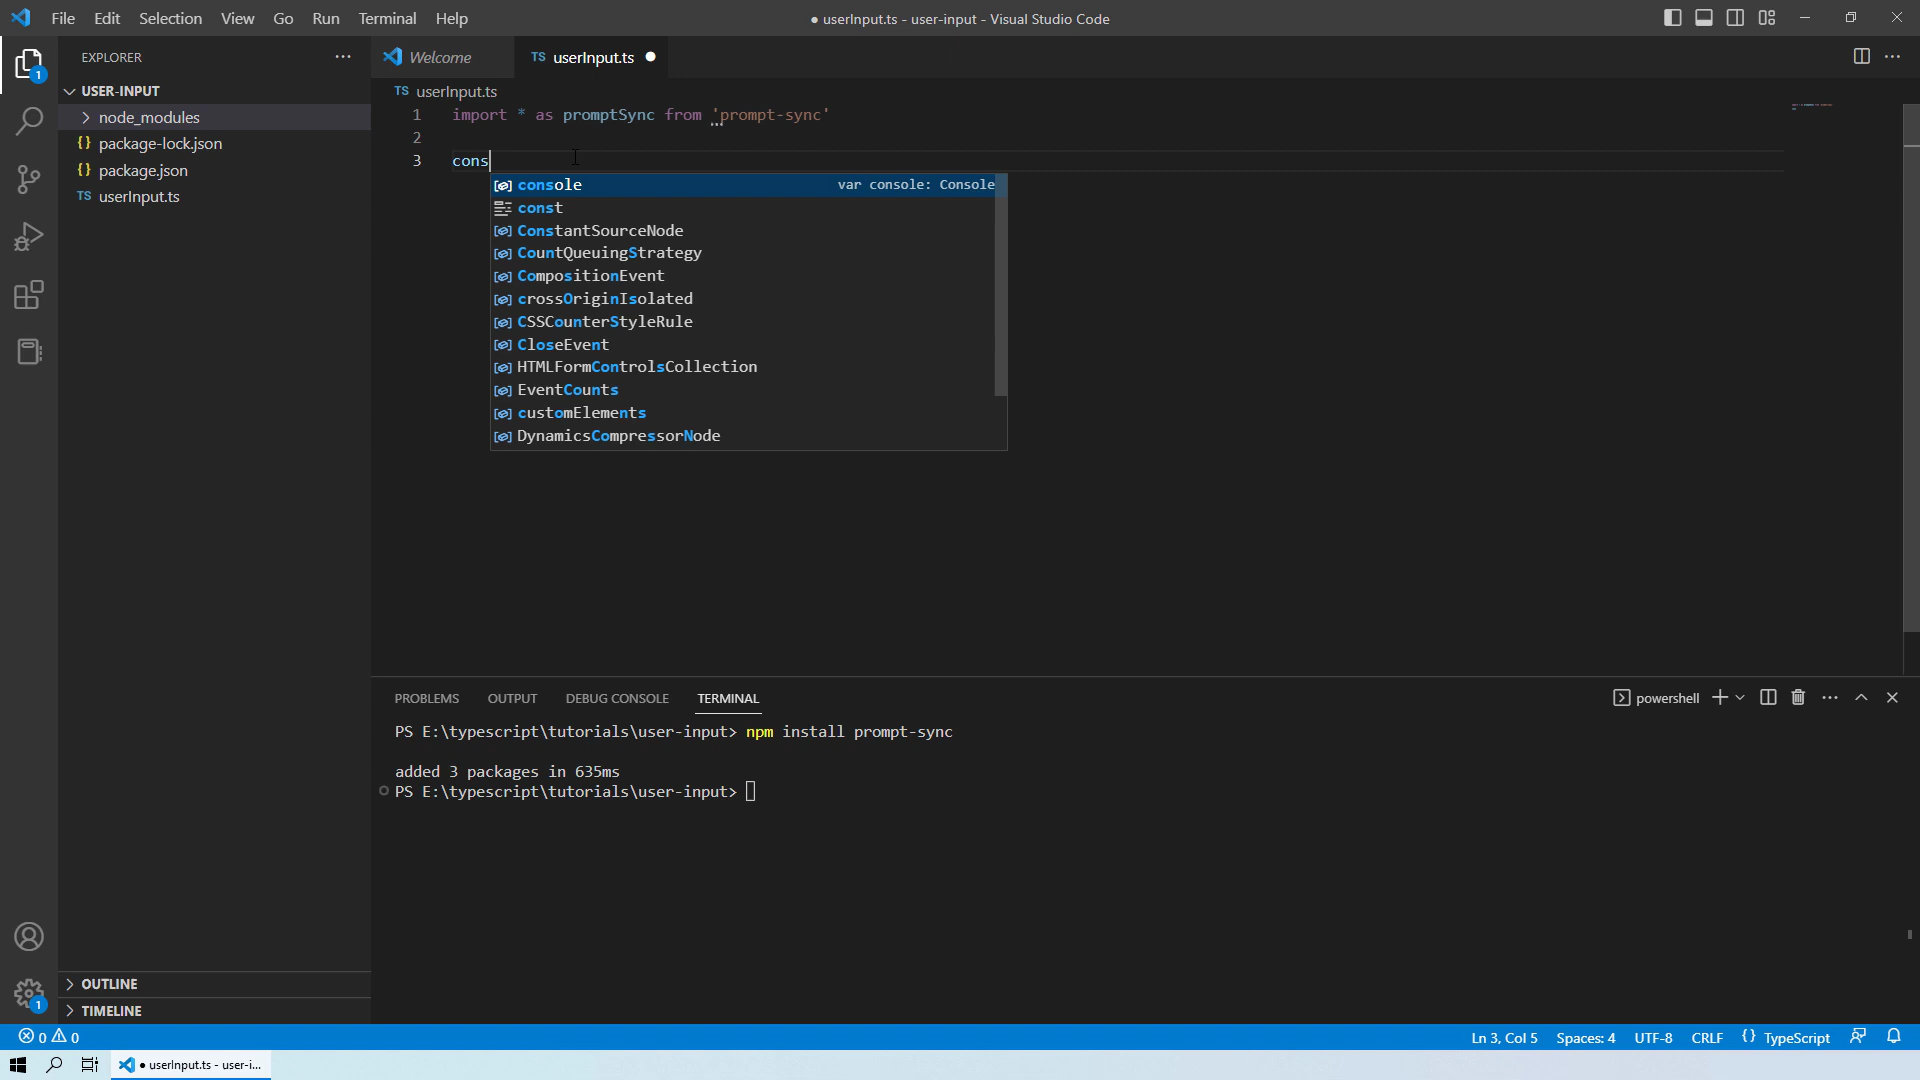 File Edit Selection View Go Run Terminal Help
● userInput.ts - user-input - Visual Studio Code
EXPLORER
USER-INPUT
node_modules
{} package-lock.json
{} package.json
TS userInput.ts
OUTLINE
TIMELINE
1
1
Welcome
TS userInput.ts ●
TS userInput.ts
1 import * as promptSync from 'prompt-sync'
2
3 cons
console var console: Console
const
ConstantSourceNode
CountQueuingStrategy
CompositionEvent
crossOriginIsolated
CSSCounterStyleRule
CloseEvent
HTMLFormControlsCollection
EventCounts
customElements
DynamicsCompressorNode
PROBLEMS OUTPUT DEBUG CONSOLE TERMINAL
powershell
PS E:\typescript\tutorials\user-input> npm install prompt-sync
added 3 packages in 635ms
PS E:\typescript\tutorials\user-input>
0 0
Ln 3, Col 5 Spaces: 4 UTF-8 CRLF {} TypeScript
● userInput.ts - user-i...